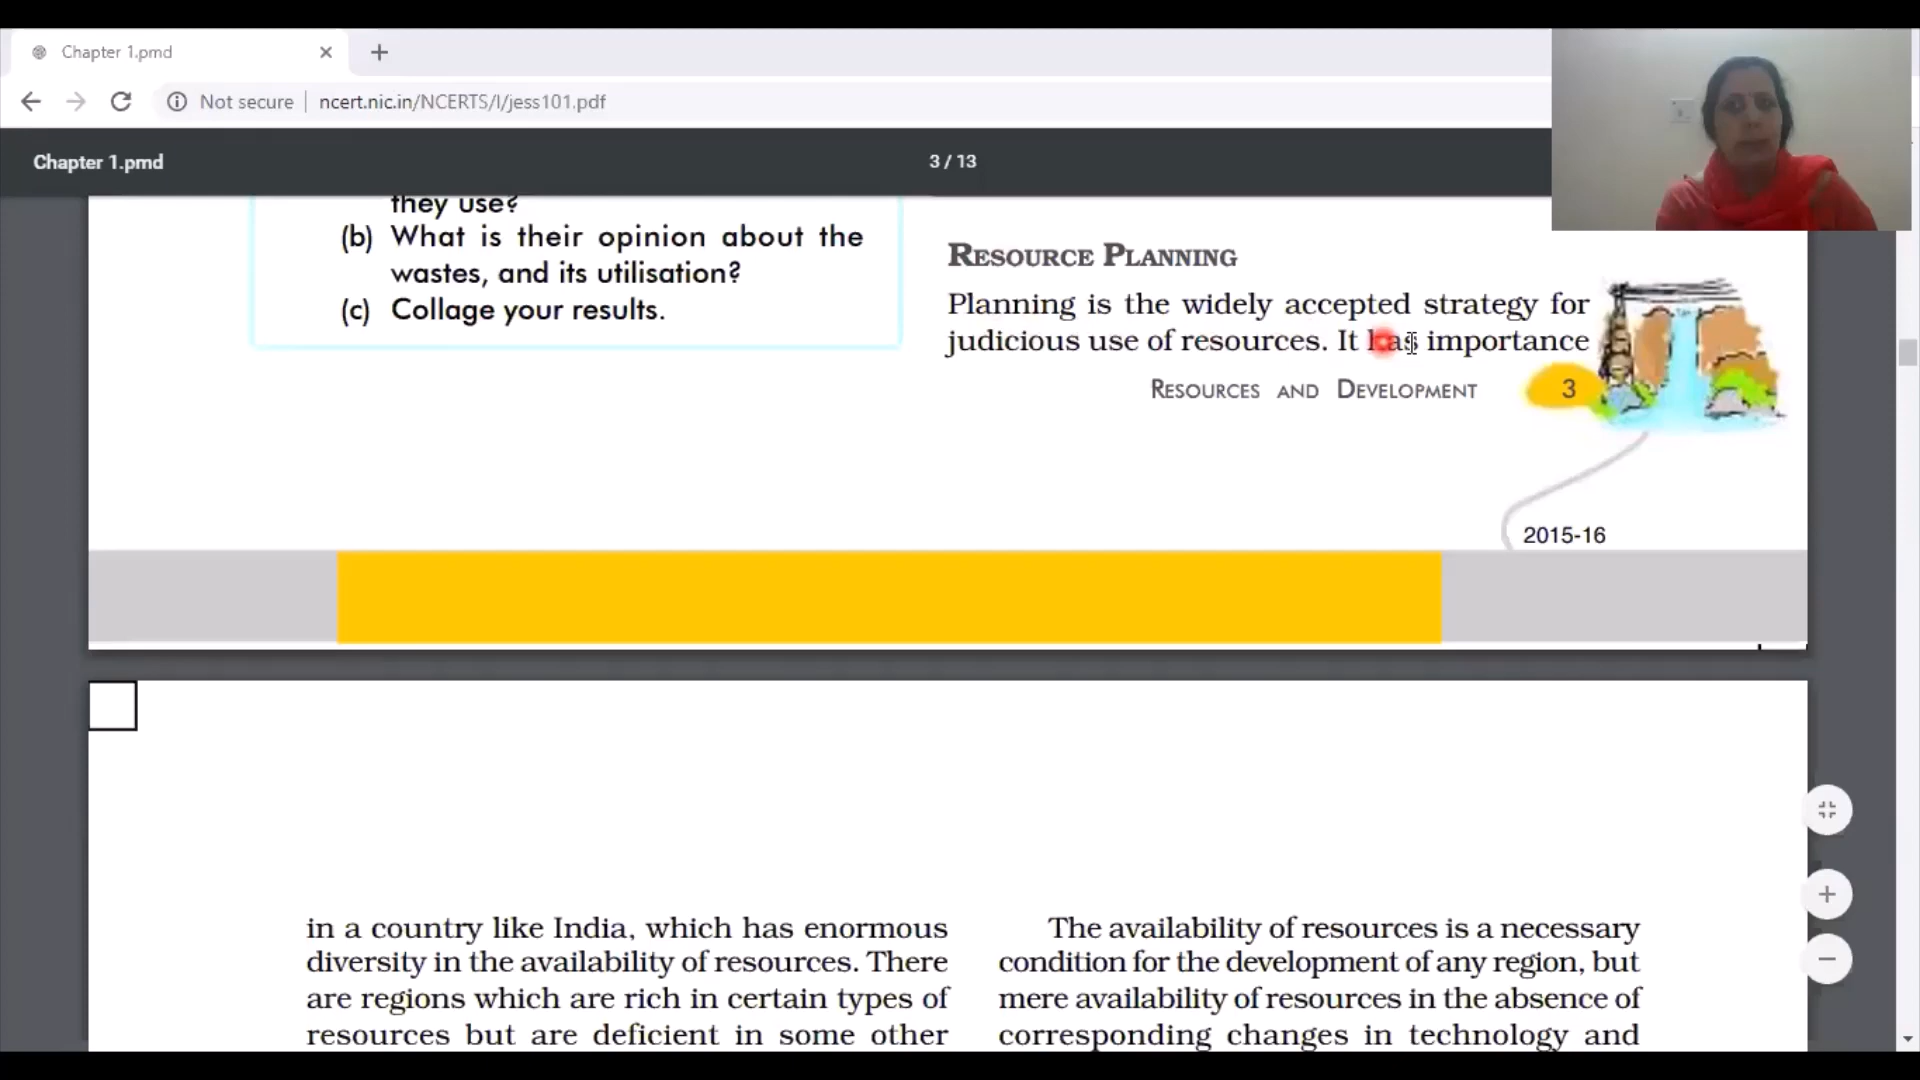 Chapter 1.pmd
Not secure ncert.nic.in/NCERTS/l/jess101.pdf
Chapter 1.pmd 3 / 13
they use?
(b) What is their opinion about the
wastes, and its utilisation?
(c) Collage your results.
RESOURCE PLANNING
Planning is the widely accepted strategy for
judicious use of resources. It has importance
RESOURCES AND DEVELOPMENT 3
2015-16
in a country like India, which has enormous
diversity in the availability of resources. There
are regions which are rich in certain types of
resources but are deficient in some other
The availability of resources is a necessary
condition for the development of any region, but
mere availability of resources in the absence of
corresponding changes in technology and